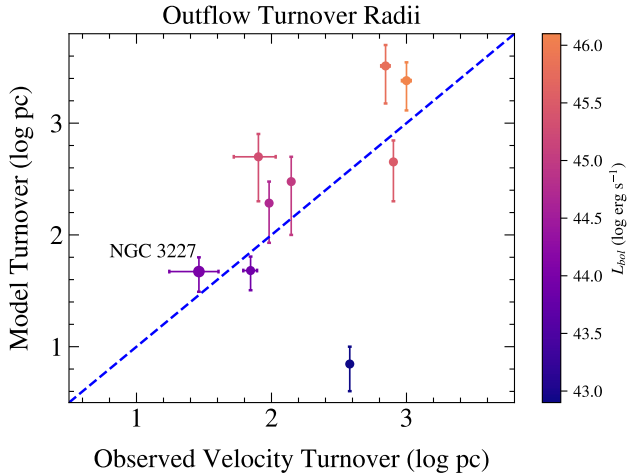 Outflow Turnover Radii
Model Turnover (log pc)
3
2
1
NGC 3227
1
2
3
Observed Velocity Turnover (log pc)
46.0
45.5
45.0
44.5
44.0
43.5
43.0
L_bol (log erg s⁻¹)